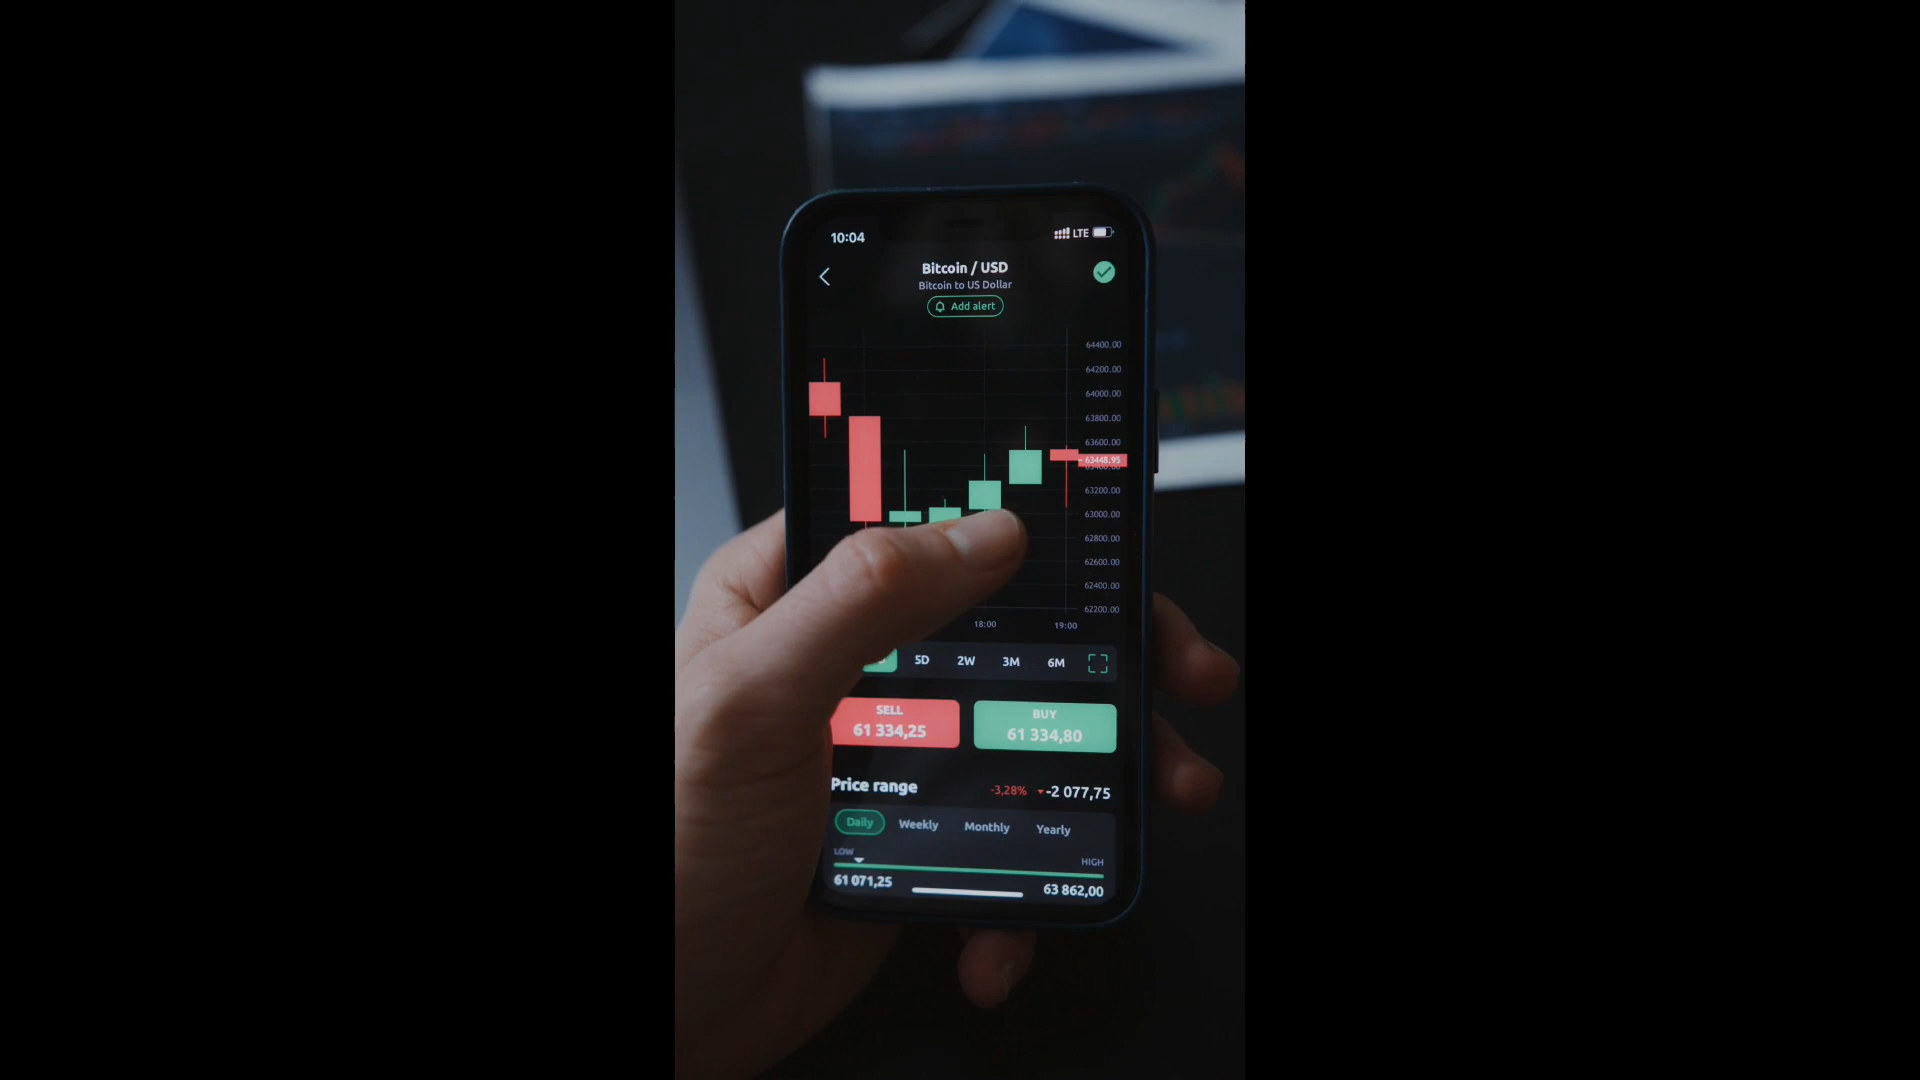 10:04 LTE
Bitcoin / USD
Bitcoin to US Dollar
Add alert
64400.00
64200.00
64000.00
63800.00
63600.00
63448.95
63400.00
63200.00
63000.00
62800.00
62600.00
62400.00
62200.00
18:00 19:00
5D 2W 3M 6M
SELL BUY
61 334,25 61 334,80
Price range -3,28% -2 077,75
Daily Weekly Monthly Yearly
LOW HIGH
61 071,25 63 862,00